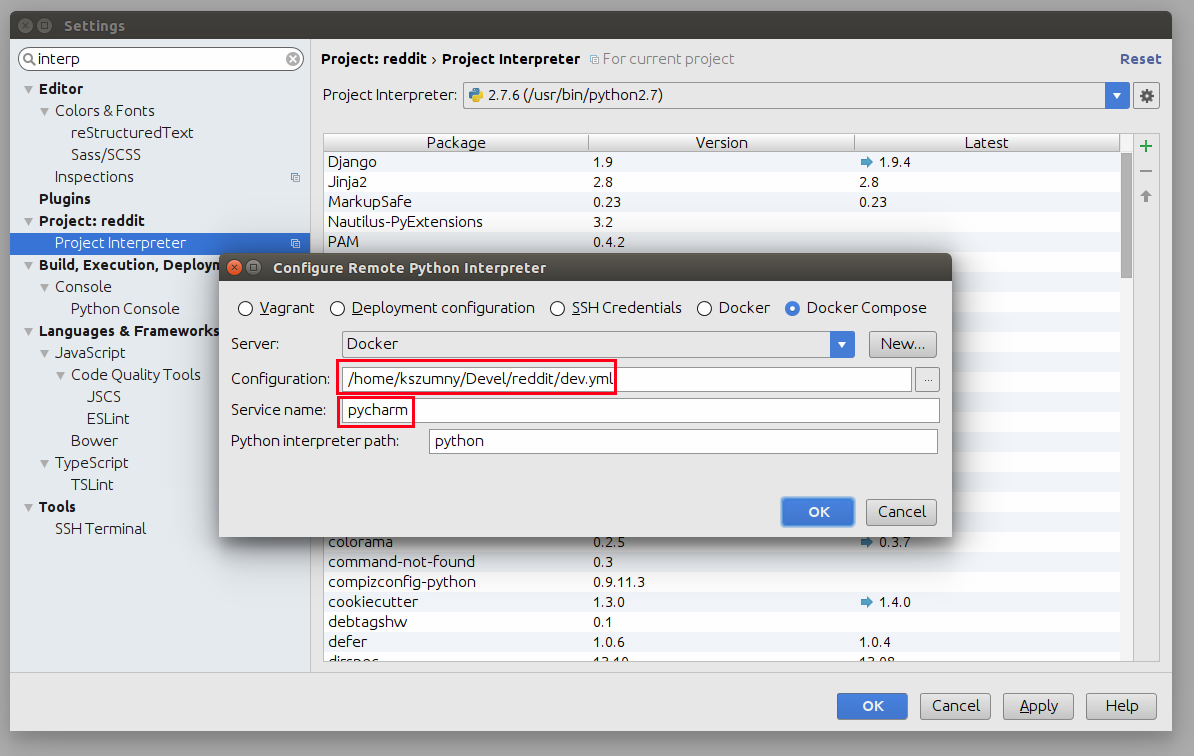 Settings
interp
Editor
Colors & Fonts
reStructuredText
Sass/SCSS
Inspections
Plugins
Project: reddit
Project Interpreter
Build, Execution, Deploym
Console
Python Console
Languages & Frameworks
JavaScript
Code Quality Tools
JSCS
ESLint
Bower
TypeScript
TSLint
Tools
SSH Terminal
Project: reddit › Project Interpreter For current project Reset
Project Interpreter: 2.7.6 (/usr/bin/python2.7)
Package Version Latest
Django 1.9 1.9.4
Jinja2 2.8 2.8
MarkupSafe 0.23 0.23
Nautilus-PyExtensions 3.2
PAM 0.4.2
Configure Remote Python Interpreter
Vagrant Deployment configuration SSH Credentials Docker Docker Compose
Server: Docker New...
Configuration: /home/kszumny/Devel/reddit/dev.yml ...
Service name: pycharm
Python interpreter path: python
OK Cancel
colorama 0.2.5 0.3.7
command-not-found 0.3
compizconfig-python 0.9.11.3
cookiecutter 1.3.0 1.4.0
debtagshw 0.1
defer 1.0.6 1.0.4
dirspec 13.10 13.08
OK Cancel Apply Help